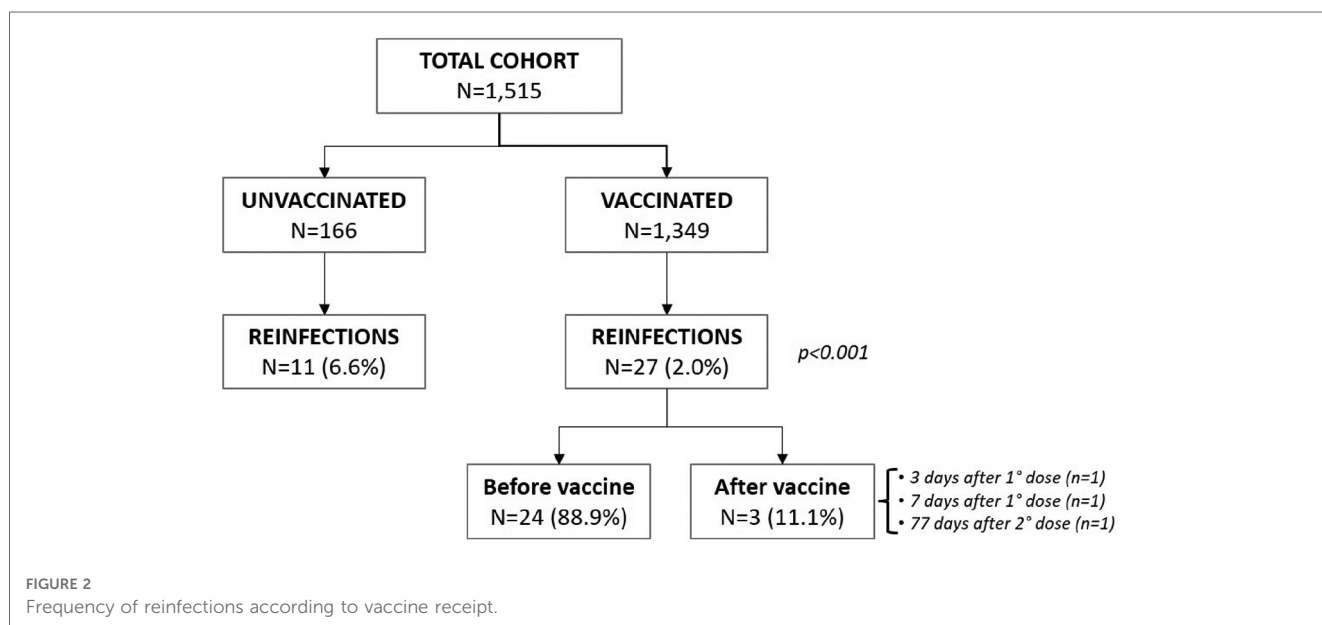 TOTAL COHORT
N=1,515
UNVACCINATED
N=166
VACCINATED
N=1,349
REINFECTIONS
N=11 (6.6%)
REINFECTIONS
N=27 (2.0%)
p<0.001
Before vaccine
N=24 (88.9%)
After vaccine
N=3 (11.1%)
• 3 days after 1° dose (n=1)
• 7 days after 1° dose (n=1)
• 77 days after 2° dose (n=1)
FIGURE 2
Frequency of reinfections according to vaccine receipt.